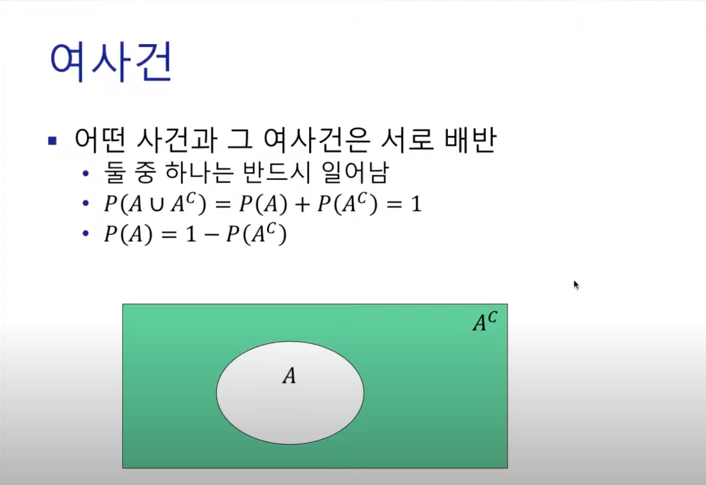 여사건
▪ 어떤 사건과 그 여사건은 서로 배반
• 둘 중 하나는 반드시 일어남
• P(A ∪ A^C) = P(A) + P(A^C) = 1
• P(A) = 1 − P(A^C)
A^C
A